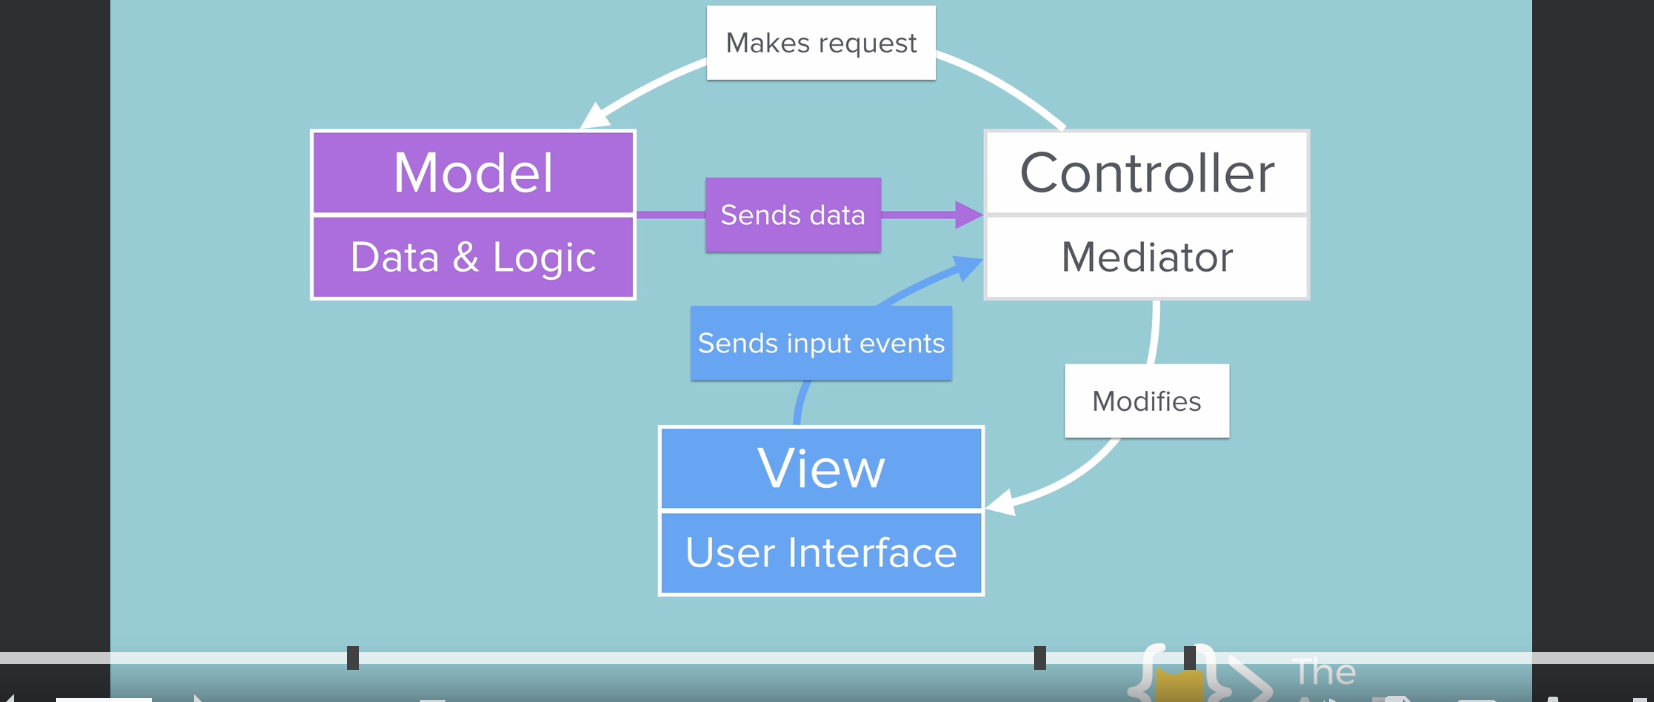 Makes request
Model
Controller
Sends data
Data & Logic
Mediator
Sends input events
Modifies
View
User Interface
The